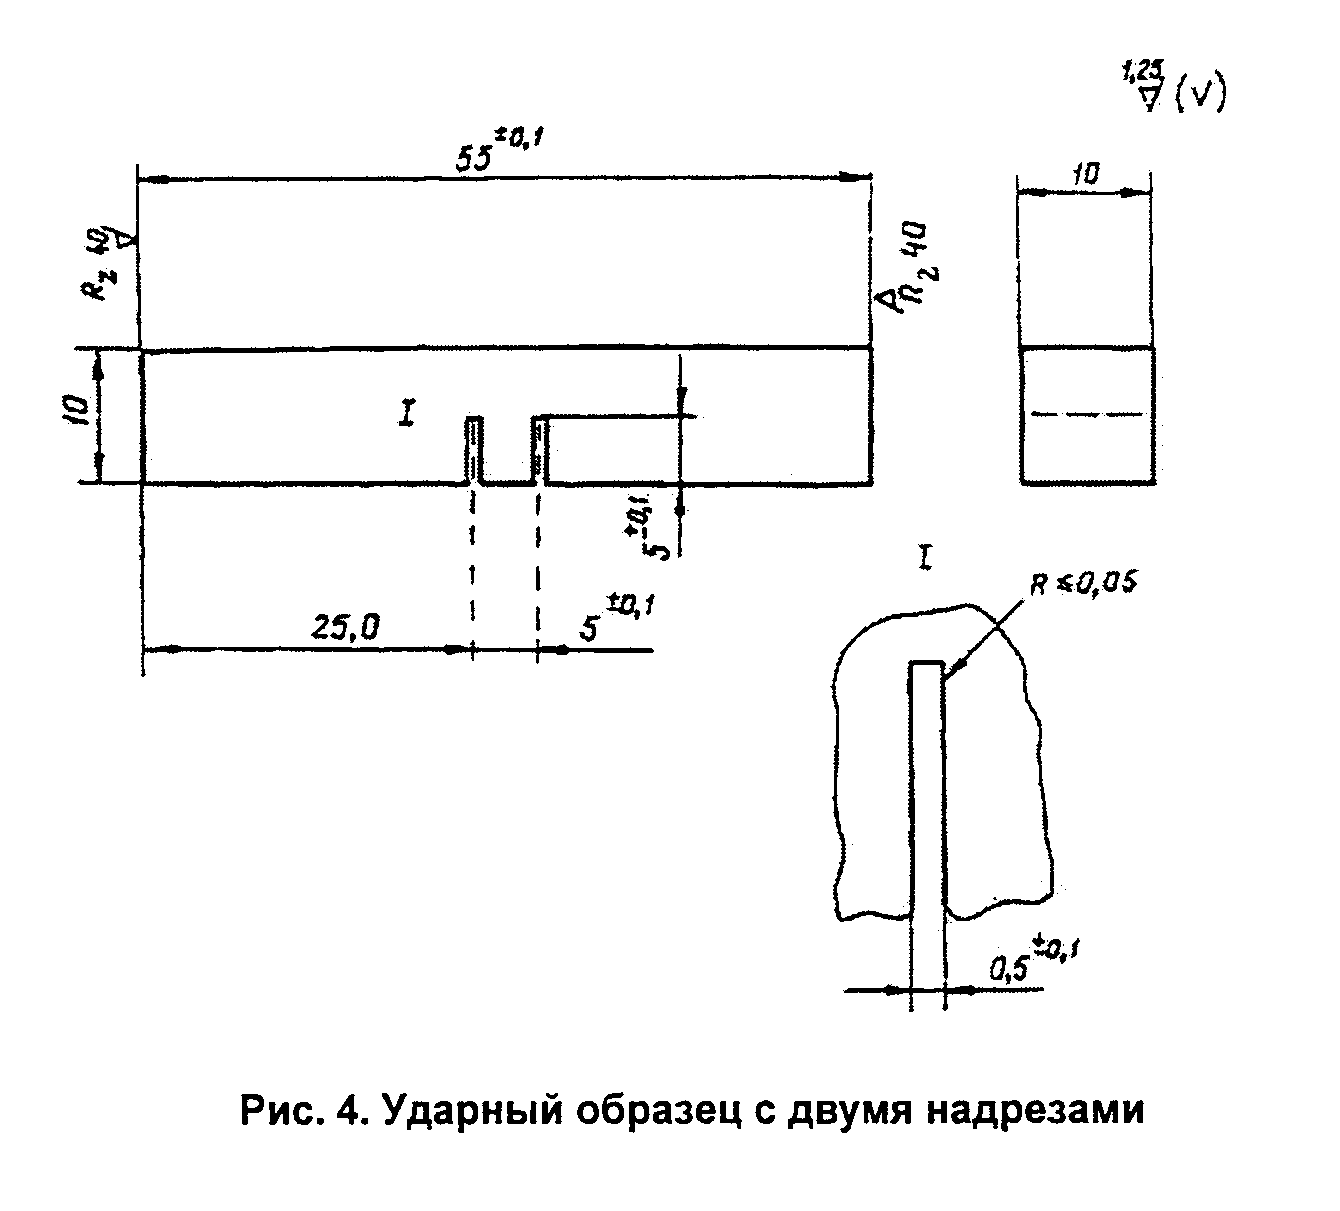 1,25 (√)
55±0,1
10
Rz 40
Rz 40
10
I
5±0,1
25,0
5±0,1
I
R ≤ 0,05
0,5±0,1
Рис. 4. Ударный образец с двумя надрезами